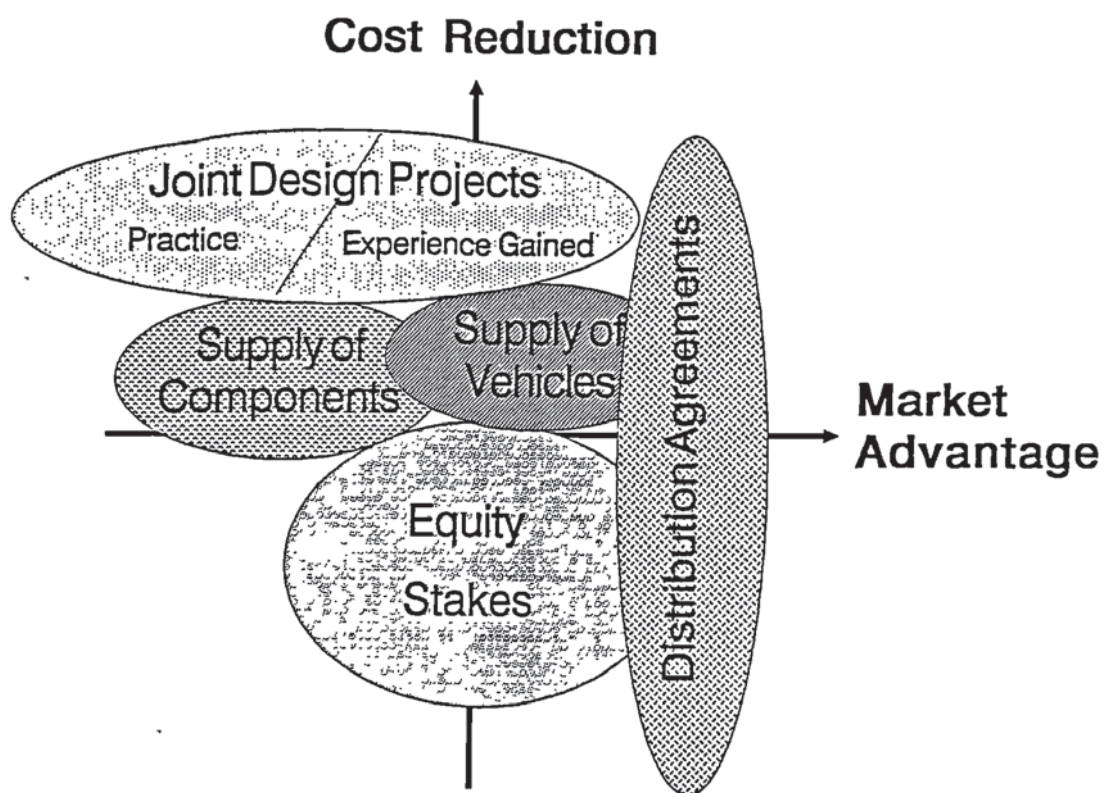 Cost Reduction
Joint Design Projects
Practice
Experience Gained
Supply of
Components
Supply of
Vehicles
Distribution Agreements
Market
Advantage
Equity
Stakes